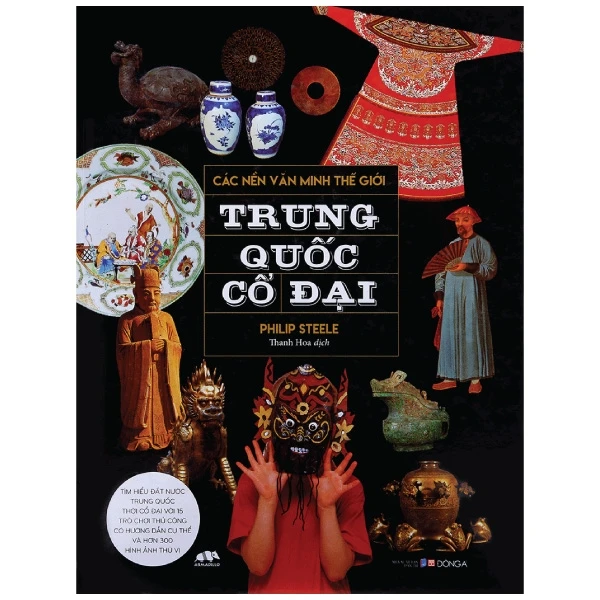 CÁC NỀN VĂN MINH THẾ GIỚI
TRUNG
QUỐC
CỔ ĐẠI
PHILIP STEELE
Thanh Hoa dịch
TÌM HIỂU ĐẤT NƯỚC
TRUNG QUỐC
THỜI CỔ ĐẠI VỚI 15
TRÒ CHƠI THỦ CÔNG
CÓ HƯỚNG DẪN CỤ THỂ
VÀ HƠN 300
HÌNH ẢNH THÚ VỊ
ARMADILLO
ĐÔNG A